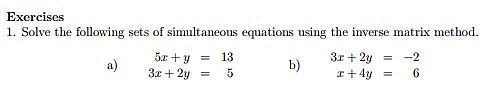 Exercises
1. Solve the following sets of simultaneous equations using the inverse matrix method.
a) 5x + y = 13
3x + 2y = 5
b) 3x + 2y = −2
x + 4y = 6